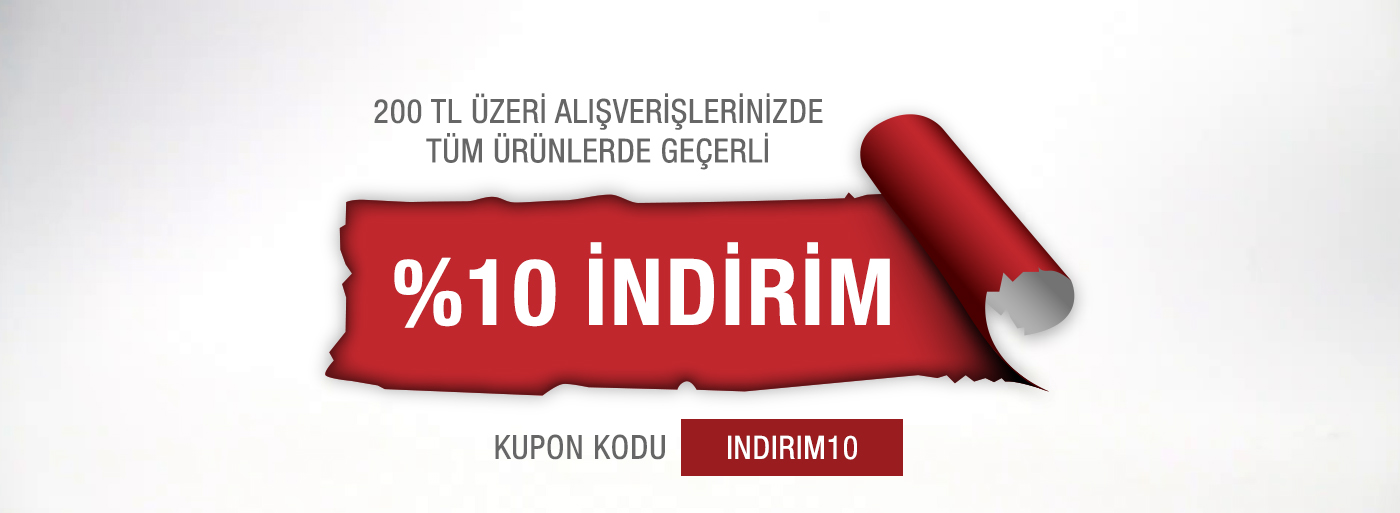 200 TL ÜZERİ ALIŞVERİŞLERİNİZDE
TÜM ÜRÜNLERDE GEÇERLİ
%10 İNDİRİM
KUPON KODU INDIRIM10